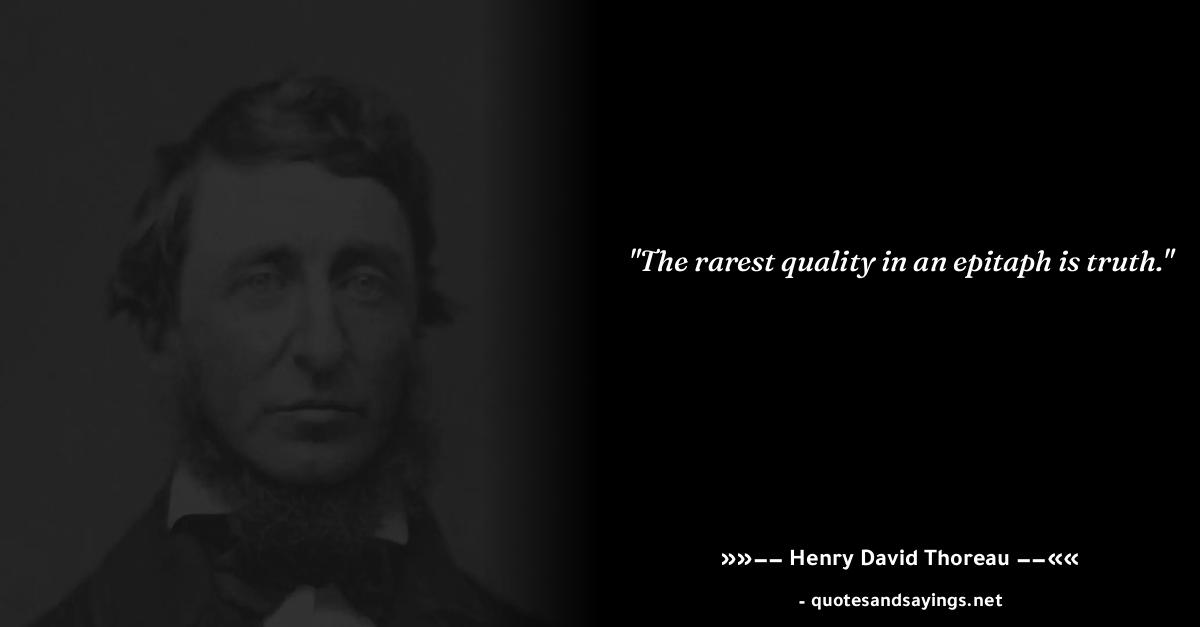 "The rarest quality in an epitaph is truth."
»»−− Henry David Thoreau −−««
- quotesandsayings.net